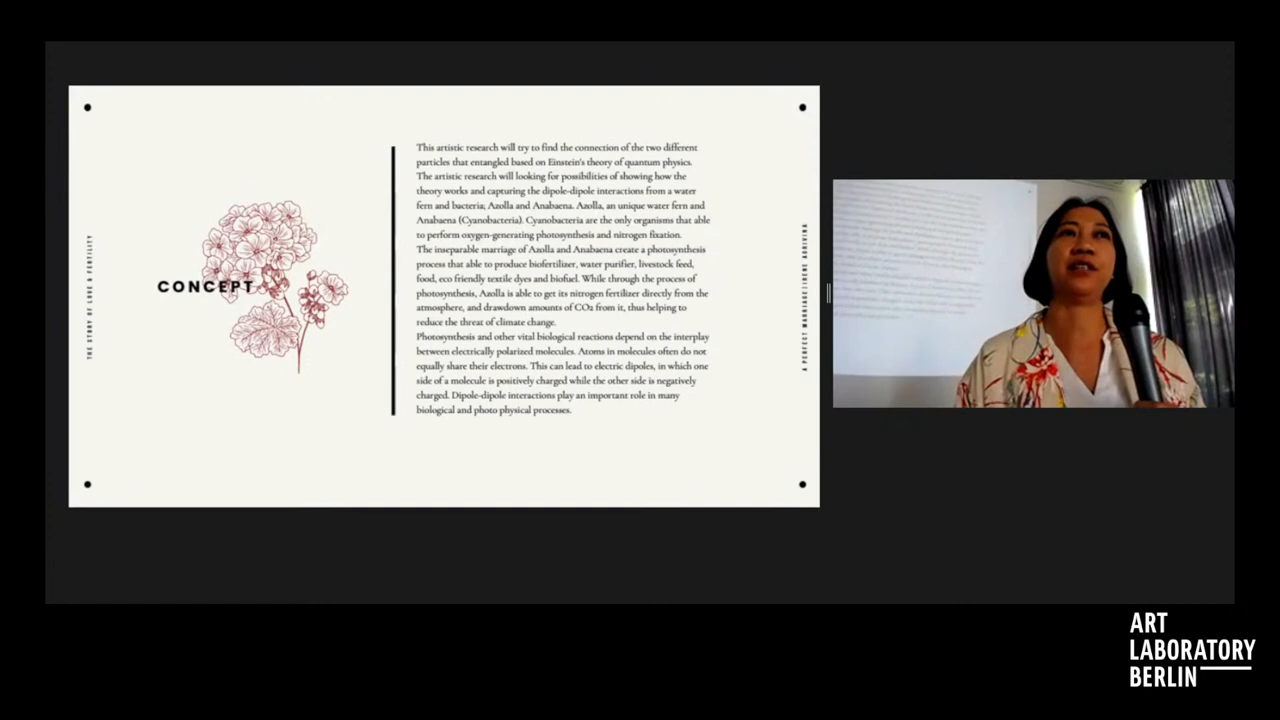 THE STORY OF LOVE & FERTILITY
CONCEPT
This artistic research will try to find the connection of the two different
particles that entangled based on Einstein's theory of quantum physics.
The artistic research will looking for possibilities of showing how the
theory works and capturing the dipole-dipole interactions from a water
fern and bacteria; Azolla and Anabaena. Azolla, an unique water fern and
Anabaena (Cyanobacteria). Cyanobacteria are the only organisms that able
to perform oxygen-generating photosynthesis and nitrogen fixation.
The inseparable marriage of Azolla and Anabaena create a photosynthesis
process that able to produce biofertilizer, water purifier, livestock feed,
food, eco friendly textile dyes and biofuel. While through the process of
photosynthesis, Azolla is able to get its nitrogen fertilizer directly from the
atmosphere, and drawdown amounts of CO2 from it, thus helping to
reduce the threat of climate change.
Photosynthesis and other vital biological reactions depend on the interplay
between electrically polarized molecules. Atoms in molecules often do not
equally share their electrons. This can lead to electric dipoles, in which one
side of a molecule is positively charged while the other side is negatively
charged. Dipole-dipole interactions play an important role in many
biological and photo physical processes.
A PERFECT MARRIAGE | IRENE AGRIVINA
ART
LABORATORY
BERLIN